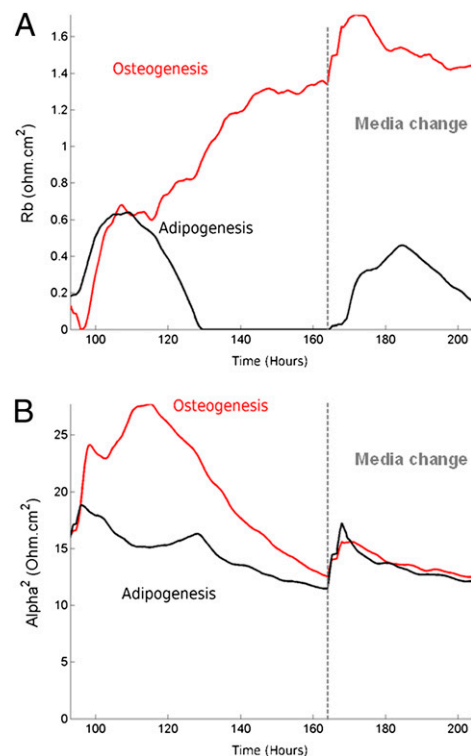 A
1.6
1.4
1.2
1
0.8
0.6
0.4
0.2
0
Rb (ohm.cm²)
Osteogenesis
Adipogenesis
Media change
100 120 140 160 180 200
Time (Hours)
B
25
20
15
10
5
0
Alpha² (Ohm.cm²)
Osteogenesis
Adipogenesis
Media change
100 120 140 160 180 200
Time (Hours)